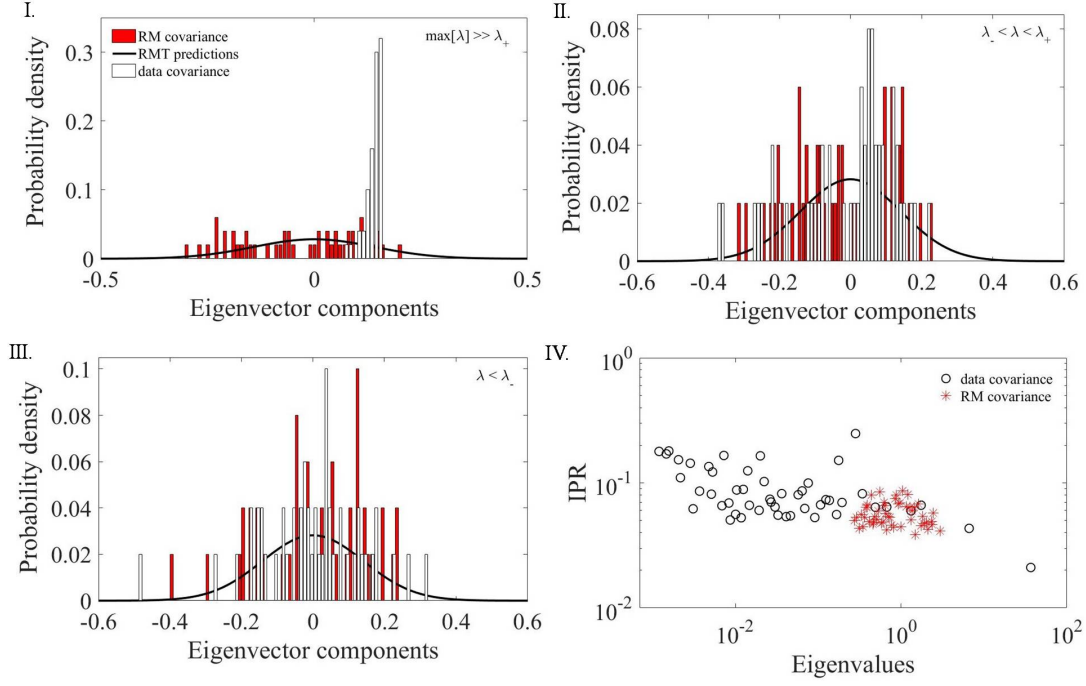 I.
RM covariance
RMT predictions
data covariance
max[λ] >> λ+
0.3
0.2
0.1
0
-0.5
0
0.5
Probability density
Eigenvector components
II.
λ- < λ < λ+
0.08
0.06
0.04
0.02
0
-0.6
-0.4
-0.2
0
0.2
0.4
0.6
Probability density
Eigenvector components
III.
λ < λ-
0.1
0.08
0.06
0.04
0.02
0
-0.6
-0.4
-0.2
0
0.2
0.4
0.6
Probability density
Eigenvector components
IV.
data covariance
RM covariance
10^0
10^-1
10^-2
10^-2
10^0
10^2
IPR
Eigenvalues